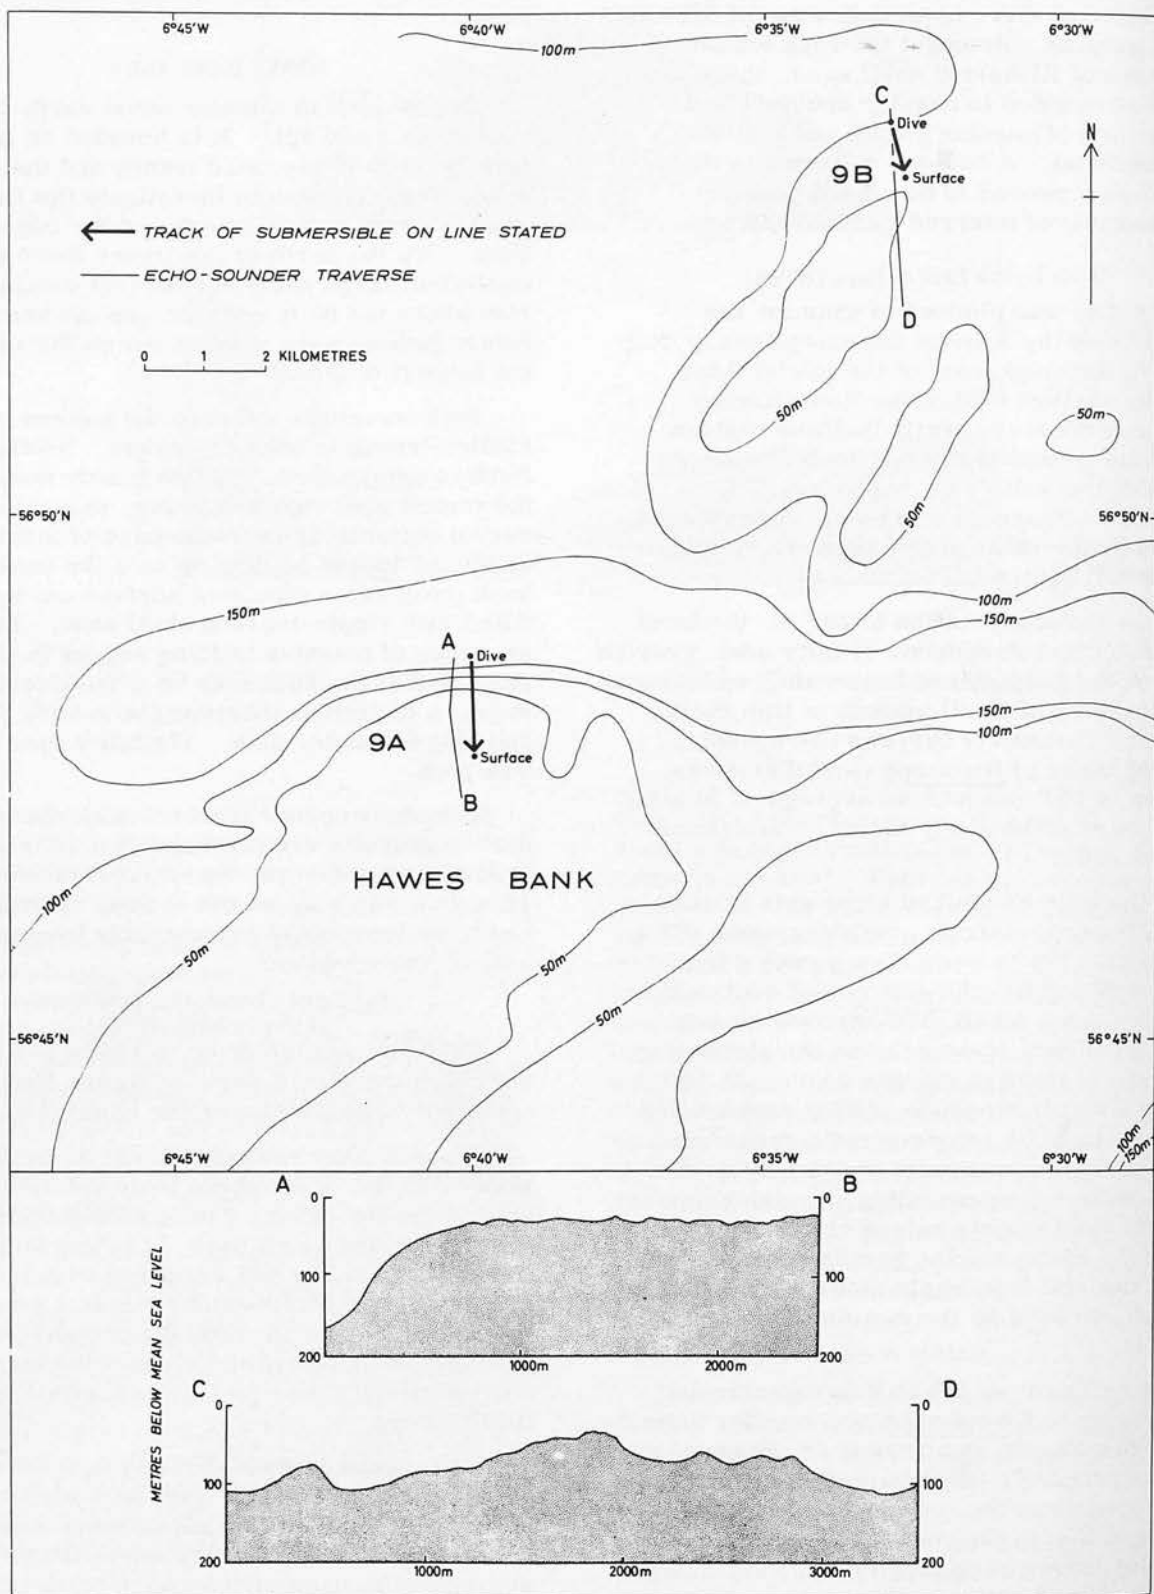 6°45'W 6°40'W 6°35'W 6°30'W
100m
C
Dive
N
9B
Surface
TRACK OF SUBMERSIBLE ON LINE STATED
ECHO-SOUNDER TRAVERSE
D
0 1 2 KILOMETRES
50m
50m
50m
56°50'N 56°50'N
150m
100m
150m
A
Dive
150m
100m
9A
Surface
B
HAWES BANK
100m
50m
50m
50m
56°45'N 56°45'N
100m
150m
6°45'W 6°40'W 6°35'W 6°30'W
A B
0 0
100 100
200 1000m 2000m 200
METRES BELOW MEAN SEA LEVEL
C D
0 0
100 100
200 1000m 2000m 3000m 200